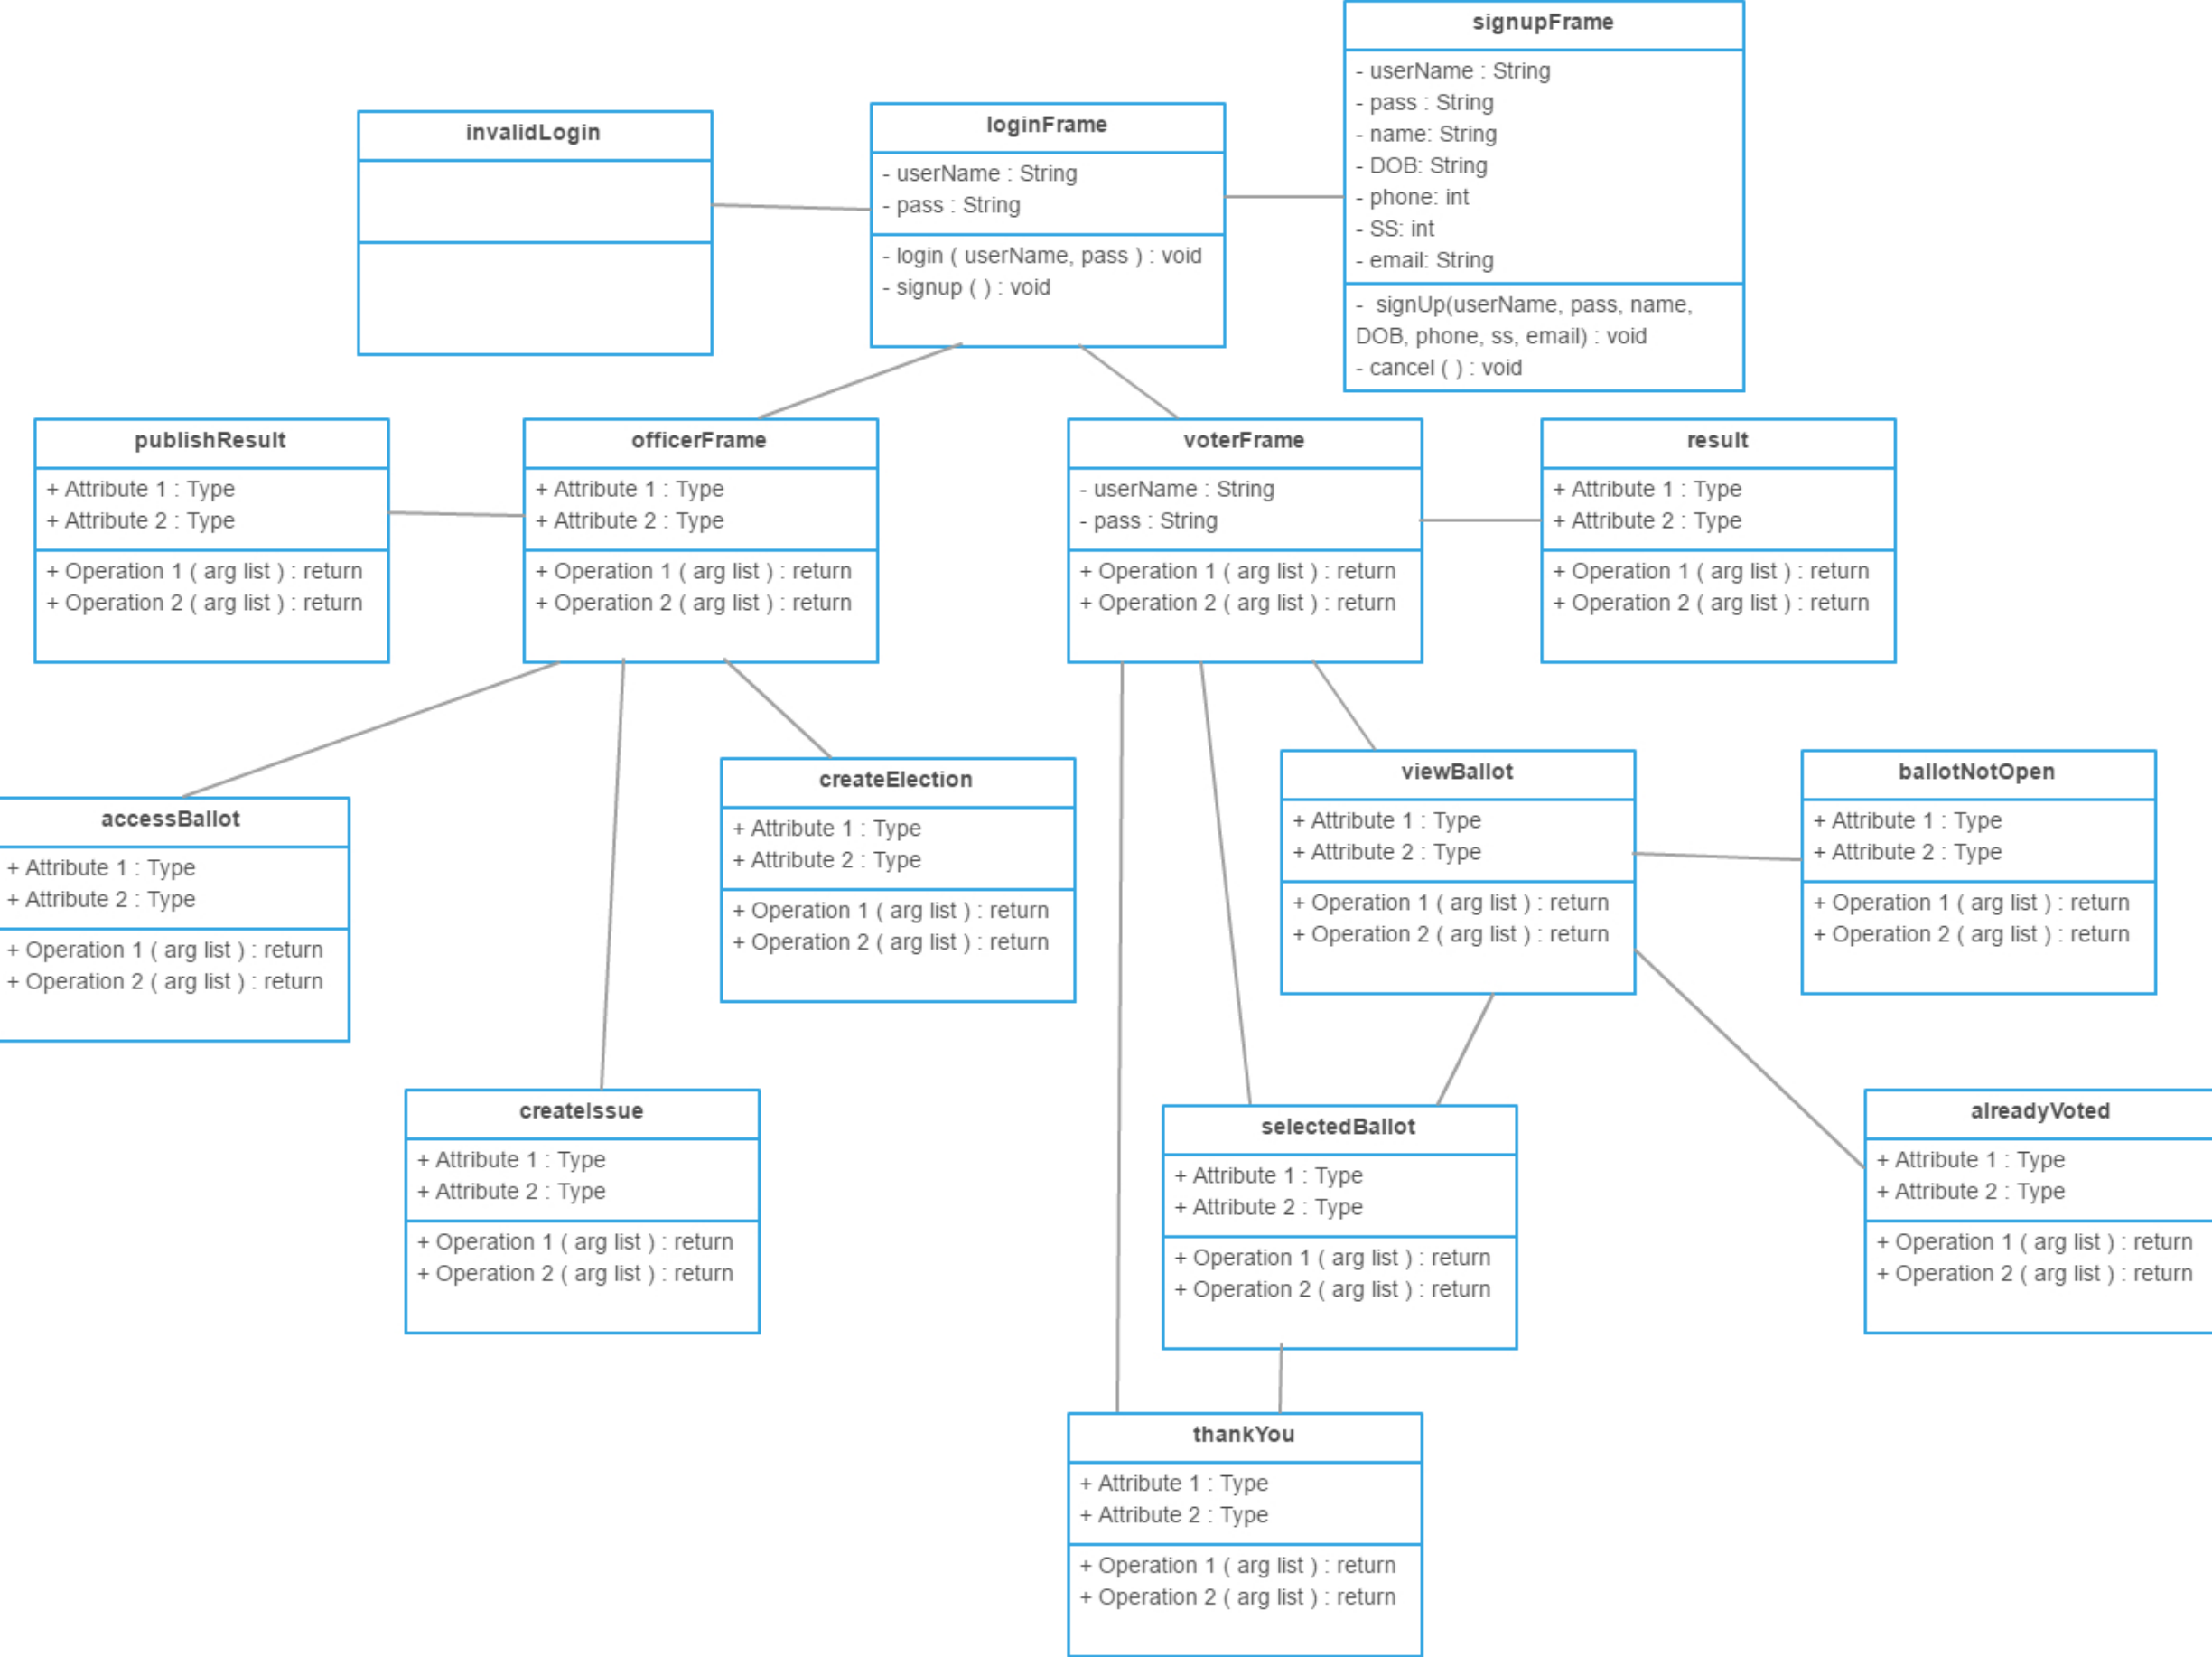 signupFrame
- userName : String
- pass : String
- name: String
- DOB: String
- phone: int
- SS: int
- email: String
-  signUp(userName, pass, name,
DOB, phone, ss, email) : void
- cancel ( ) : void
invalidLogin
loginFrame
- userName : String
- pass : String
- login ( userName, pass ) : void
- signup ( ) : void
publishResult
+ Attribute 1 : Type
+ Attribute 2 : Type
+ Operation 1 ( arg list ) : return
+ Operation 2 ( arg list ) : return
officerFrame
+ Attribute 1 : Type
+ Attribute 2 : Type
+ Operation 1 ( arg list ) : return
+ Operation 2 ( arg list ) : return
voterFrame
- userName : String
- pass : String
+ Operation 1 ( arg list ) : return
+ Operation 2 ( arg list ) : return
result
+ Attribute 1 : Type
+ Attribute 2 : Type
+ Operation 1 ( arg list ) : return
+ Operation 2 ( arg list ) : return
accessBallot
+ Attribute 1 : Type
+ Attribute 2 : Type
+ Operation 1 ( arg list ) : return
+ Operation 2 ( arg list ) : return
createElection
+ Attribute 1 : Type
+ Attribute 2 : Type
+ Operation 1 ( arg list ) : return
+ Operation 2 ( arg list ) : return
viewBallot
+ Attribute 1 : Type
+ Attribute 2 : Type
+ Operation 1 ( arg list ) : return
+ Operation 2 ( arg list ) : return
ballotNotOpen
+ Attribute 1 : Type
+ Attribute 2 : Type
+ Operation 1 ( arg list ) : return
+ Operation 2 ( arg list ) : return
createIssue
+ Attribute 1 : Type
+ Attribute 2 : Type
+ Operation 1 ( arg list ) : return
+ Operation 2 ( arg list ) : return
selectedBallot
+ Attribute 1 : Type
+ Attribute 2 : Type
+ Operation 1 ( arg list ) : return
+ Operation 2 ( arg list ) : return
alreadyVoted
+ Attribute 1 : Type
+ Attribute 2 : Type
+ Operation 1 ( arg list ) : return
+ Operation 2 ( arg list ) : return
thankYou
+ Attribute 1 : Type
+ Attribute 2 : Type
+ Operation 1 ( arg list ) : return
+ Operation 2 ( arg list ) : return